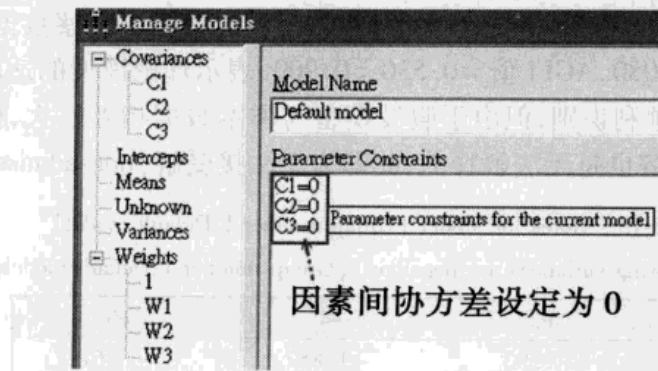 Manage Models
Covariances
C1
C2
C3
Intercepts
Means
Unknown
Variances
Weights
1
W1
W2
W3
Model Name
Default model
Parameter Constraints
C1=0
C2=0
C3=0
Parameter constraints for the current model
因素间协方差设定为 0